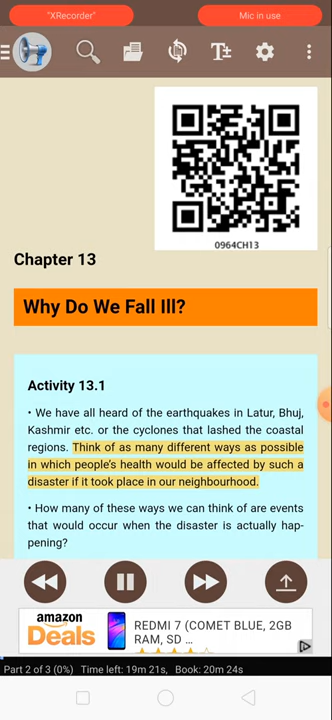 "XRecorder"
Mic in use
T±
0964CH13
Chapter 13
Why Do We Fall Ill?
Activity 13.1
• We have all heard of the earthquakes in Latur, Bhuj,
Kashmir etc. or the cyclones that lashed the coastal
regions. Think of as many different ways as possible
in which people's health would be affected by such a
disaster if it took place in our neighbourhood.
• How many of these ways we can think of are events
that would occur when the disaster is actually hap-
pening?
amazon
Deals
REDMI 7 (COMET BLUE, 2GB
RAM, SD ...
Part 2 of 3 (0%) Time left: 19m 21s, Book: 20m 24s